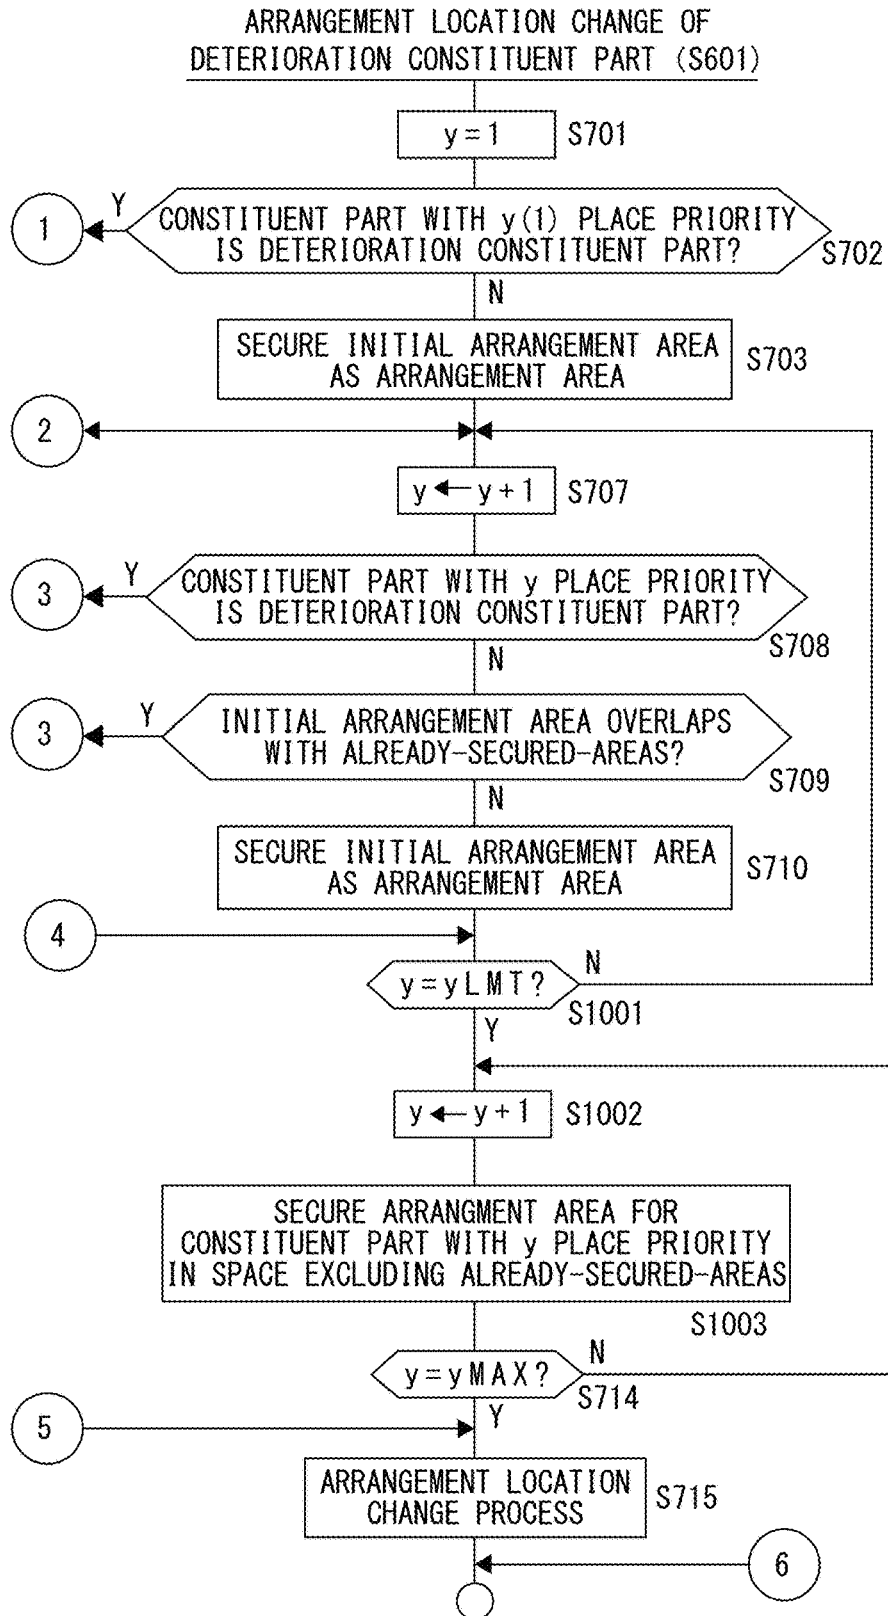 ARRANGEMENT LOCATION CHANGE OF
DETERIORATION CONSTITUENT PART (S601)
y=1
S701
Y
1
CONSTITUENT PART WITH y(1) PLACE PRIORITY
IS DETERIORATION CONSTITUENT PART?
S702
N
SECURE INITIAL ARRANGEMENT AREA
AS ARRANGEMENT AREA
S703
2
y←y+1
S707
Y
3
CONSTITUENT PART WITH y PLACE PRIORITY
IS DETERIORATION CONSTITUENT PART?
S708
N
Y
3
INITIAL ARRANGEMENT AREA OVERLAPS
WITH ALREADY-SECURED-AREAS?
S709
N
SECURE INITIAL ARRANGEMENT AREA
AS ARRANGEMENT AREA
S710
4
y=yLMT?
N
S1001
Y
y←y+1
S1002
SECURE ARRANGMENT AREA FOR
CONSTITUENT PART WITH y PLACE PRIORITY
IN SPACE EXCLUDING ALREADY-SECURED-AREAS
S1003
y=yMAX?
N
S714
Y
5
ARRANGEMENT LOCATION
CHANGE PROCESS
S715
6